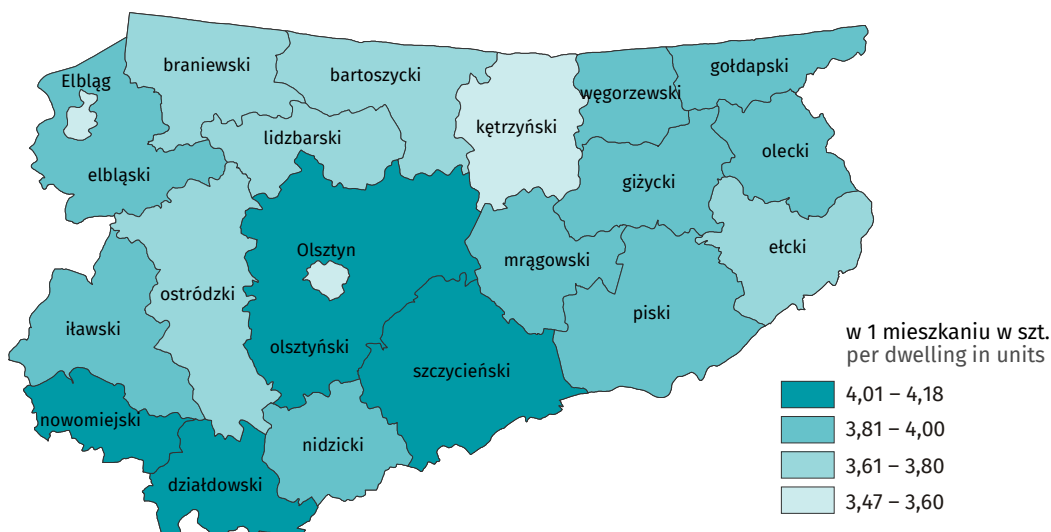 braniewski
bartoszycki
gołdapski
Elbląg
węgorzewski
kętrzyński
lidzbarski
olecki
elbląski
giżycki
ełcki
Olsztyn
mrągowski
ostródzki
piski
iławski
olsztyński
szczycieński
nowomiejski
nidzicki
działdowski
w 1 mieszkaniu w szt.
per dwelling in units
4,01 – 4,18
3,81 – 4,00
3,61 – 3,80
3,47 – 3,60